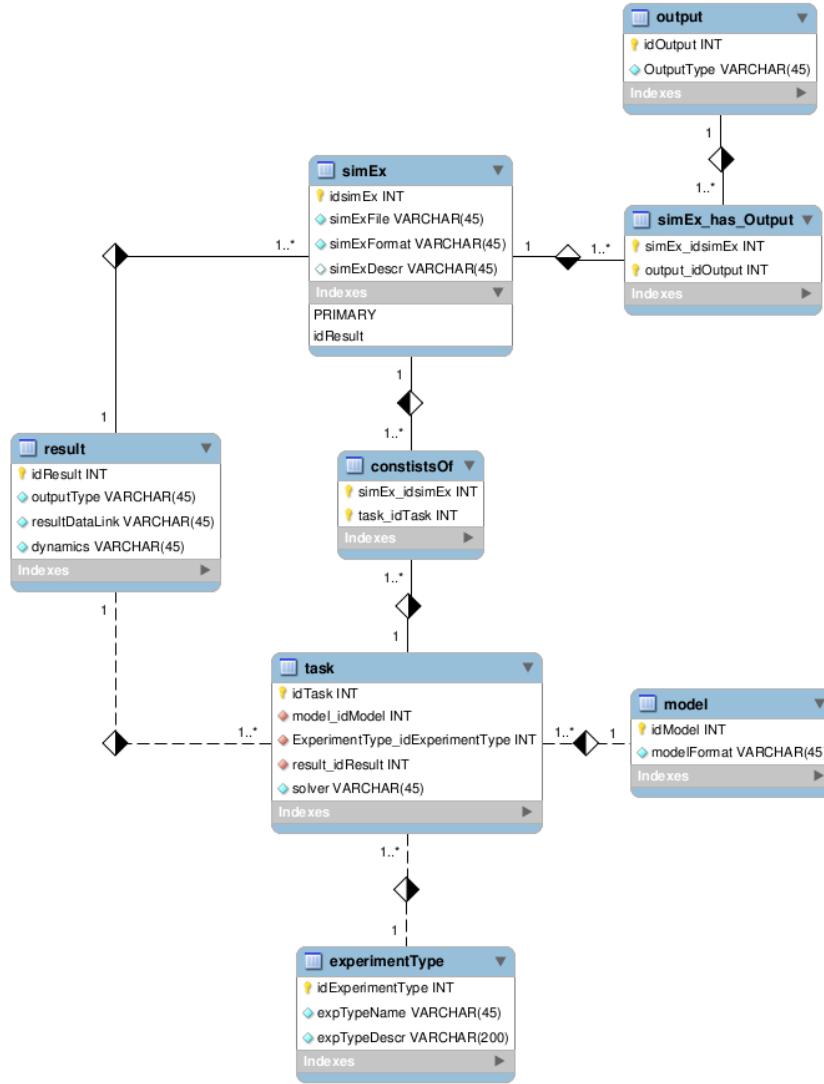 output
idOutput INT
OutputType VARCHAR(45)
Indexes
1
1..*
simEx
idsimEx INT
simExFile VARCHAR(45)
simExFormat VARCHAR(45)
simExDescr VARCHAR(45)
Indexes
PRIMARY
idResult
1..*
1
1..*
simEx_has_Output
simEx_idsimEx INT
output_idOutput INT
Indexes
1
1..*
1
result
idResult INT
outputType VARCHAR(45)
resultDataLink VARCHAR(45)
dynamics VARCHAR(45)
Indexes
constistsOf
simEx_idsimEx INT
task_idTask INT
Indexes
1..*
1
1
1..*
task
idTask INT
model_idModel INT
ExperimentType_idExperimentType INT
result_idResult INT
solver VARCHAR(45)
Indexes
1..*
1
model
idModel INT
modelFormat VARCHAR(45
Indexes
1..*
1
experimentType
idExperimentType INT
expTypeName VARCHAR(45)
expTypeDescr VARCHAR(200)
Indexes